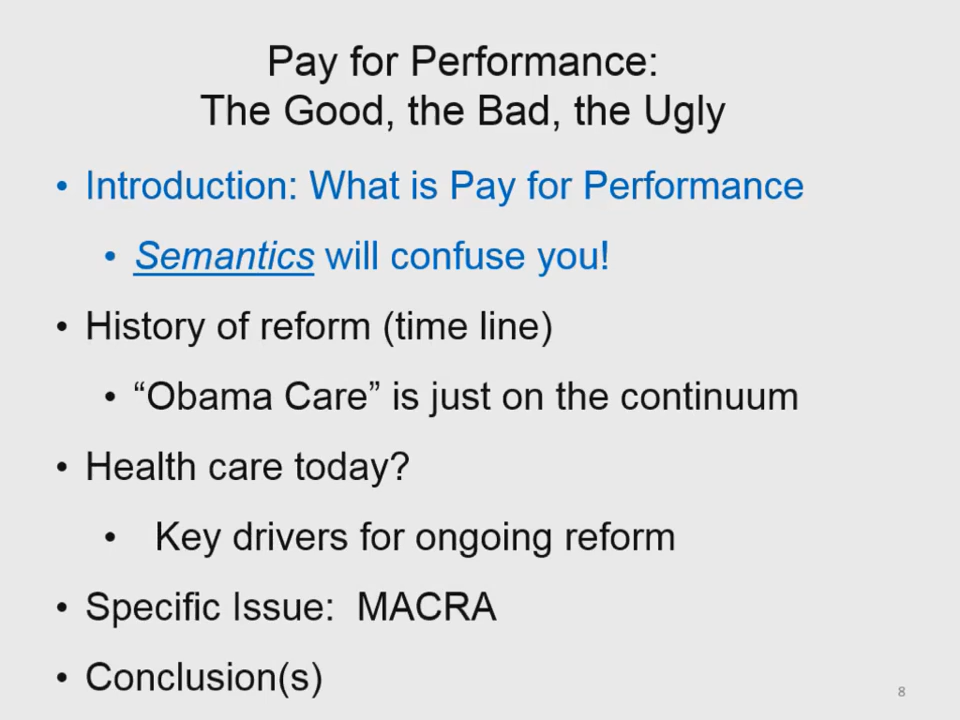 Pay for Performance:
The Good, the Bad, the Ugly
• Introduction: What is Pay for Performance
• Semantics will confuse you!
• History of reform (time line)
• “Obama Care” is just on the continuum
• Health care today?
• Key drivers for ongoing reform
• Specific Issue: MACRA
• Conclusion(s)
8